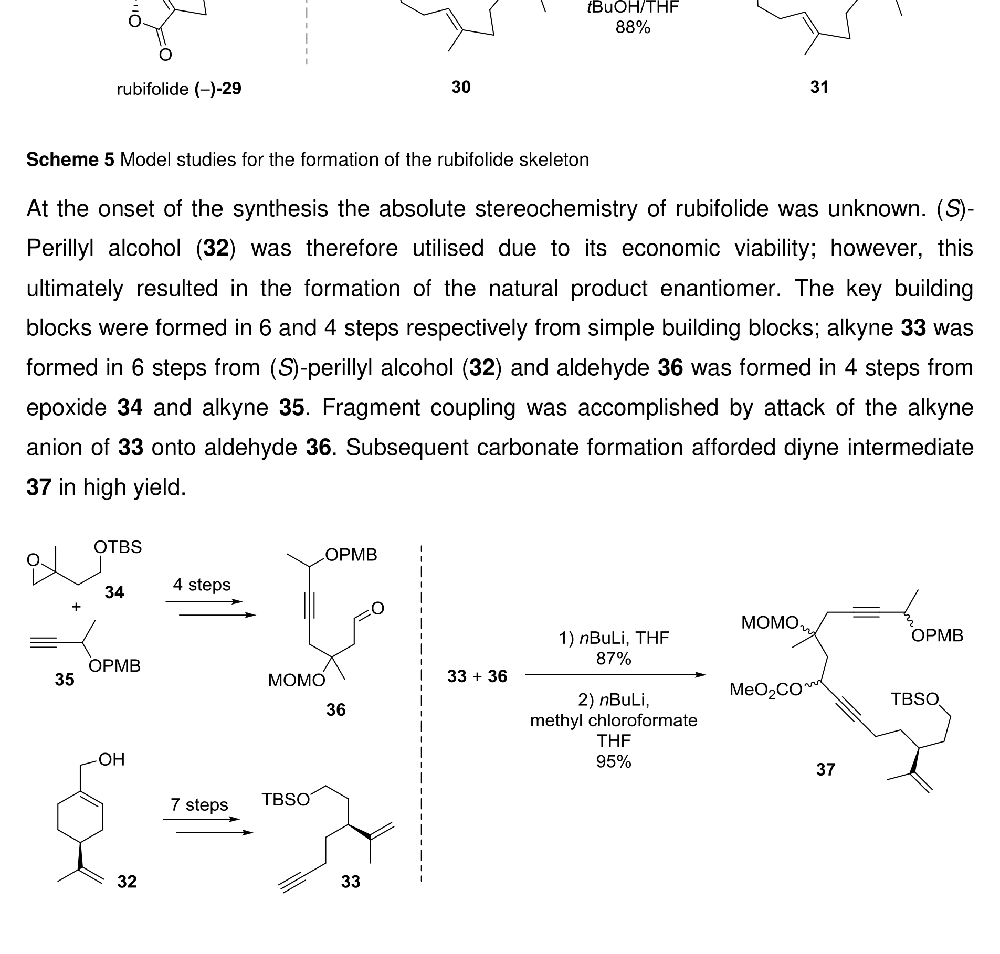 tBuOH/THF
88%
O
O
rubifolide (–)-29
30
31
Scheme 5 Model studies for the formation of the rubifolide skeleton
At the onset of the synthesis the absolute stereochemistry of rubifolide was unknown. (S)-
Perillyl alcohol (32) was therefore utilised due to its economic viability; however, this
ultimately resulted in the formation of the natural product enantiomer. The key building
blocks were formed in 6 and 4 steps respectively from simple building blocks; alkyne 33 was
formed in 6 steps from (S)-perillyl alcohol (32) and aldehyde 36 was formed in 4 steps from
epoxide 34 and alkyne 35. Fragment coupling was accomplished by attack of the alkyne
anion of 33 onto aldehyde 36. Subsequent carbonate formation afforded diyne intermediate
37 in high yield.
OTBS
O
34
+
OPMB
35
4 steps
OPMB
O
MOMO
36
OH
32
7 steps
TBSO
33
33 + 36
1) nBuLi, THF
87%
2) nBuLi,
methyl chloroformate
THF
95%
MOMO
OPMB
MeO2CO
TBSO
37